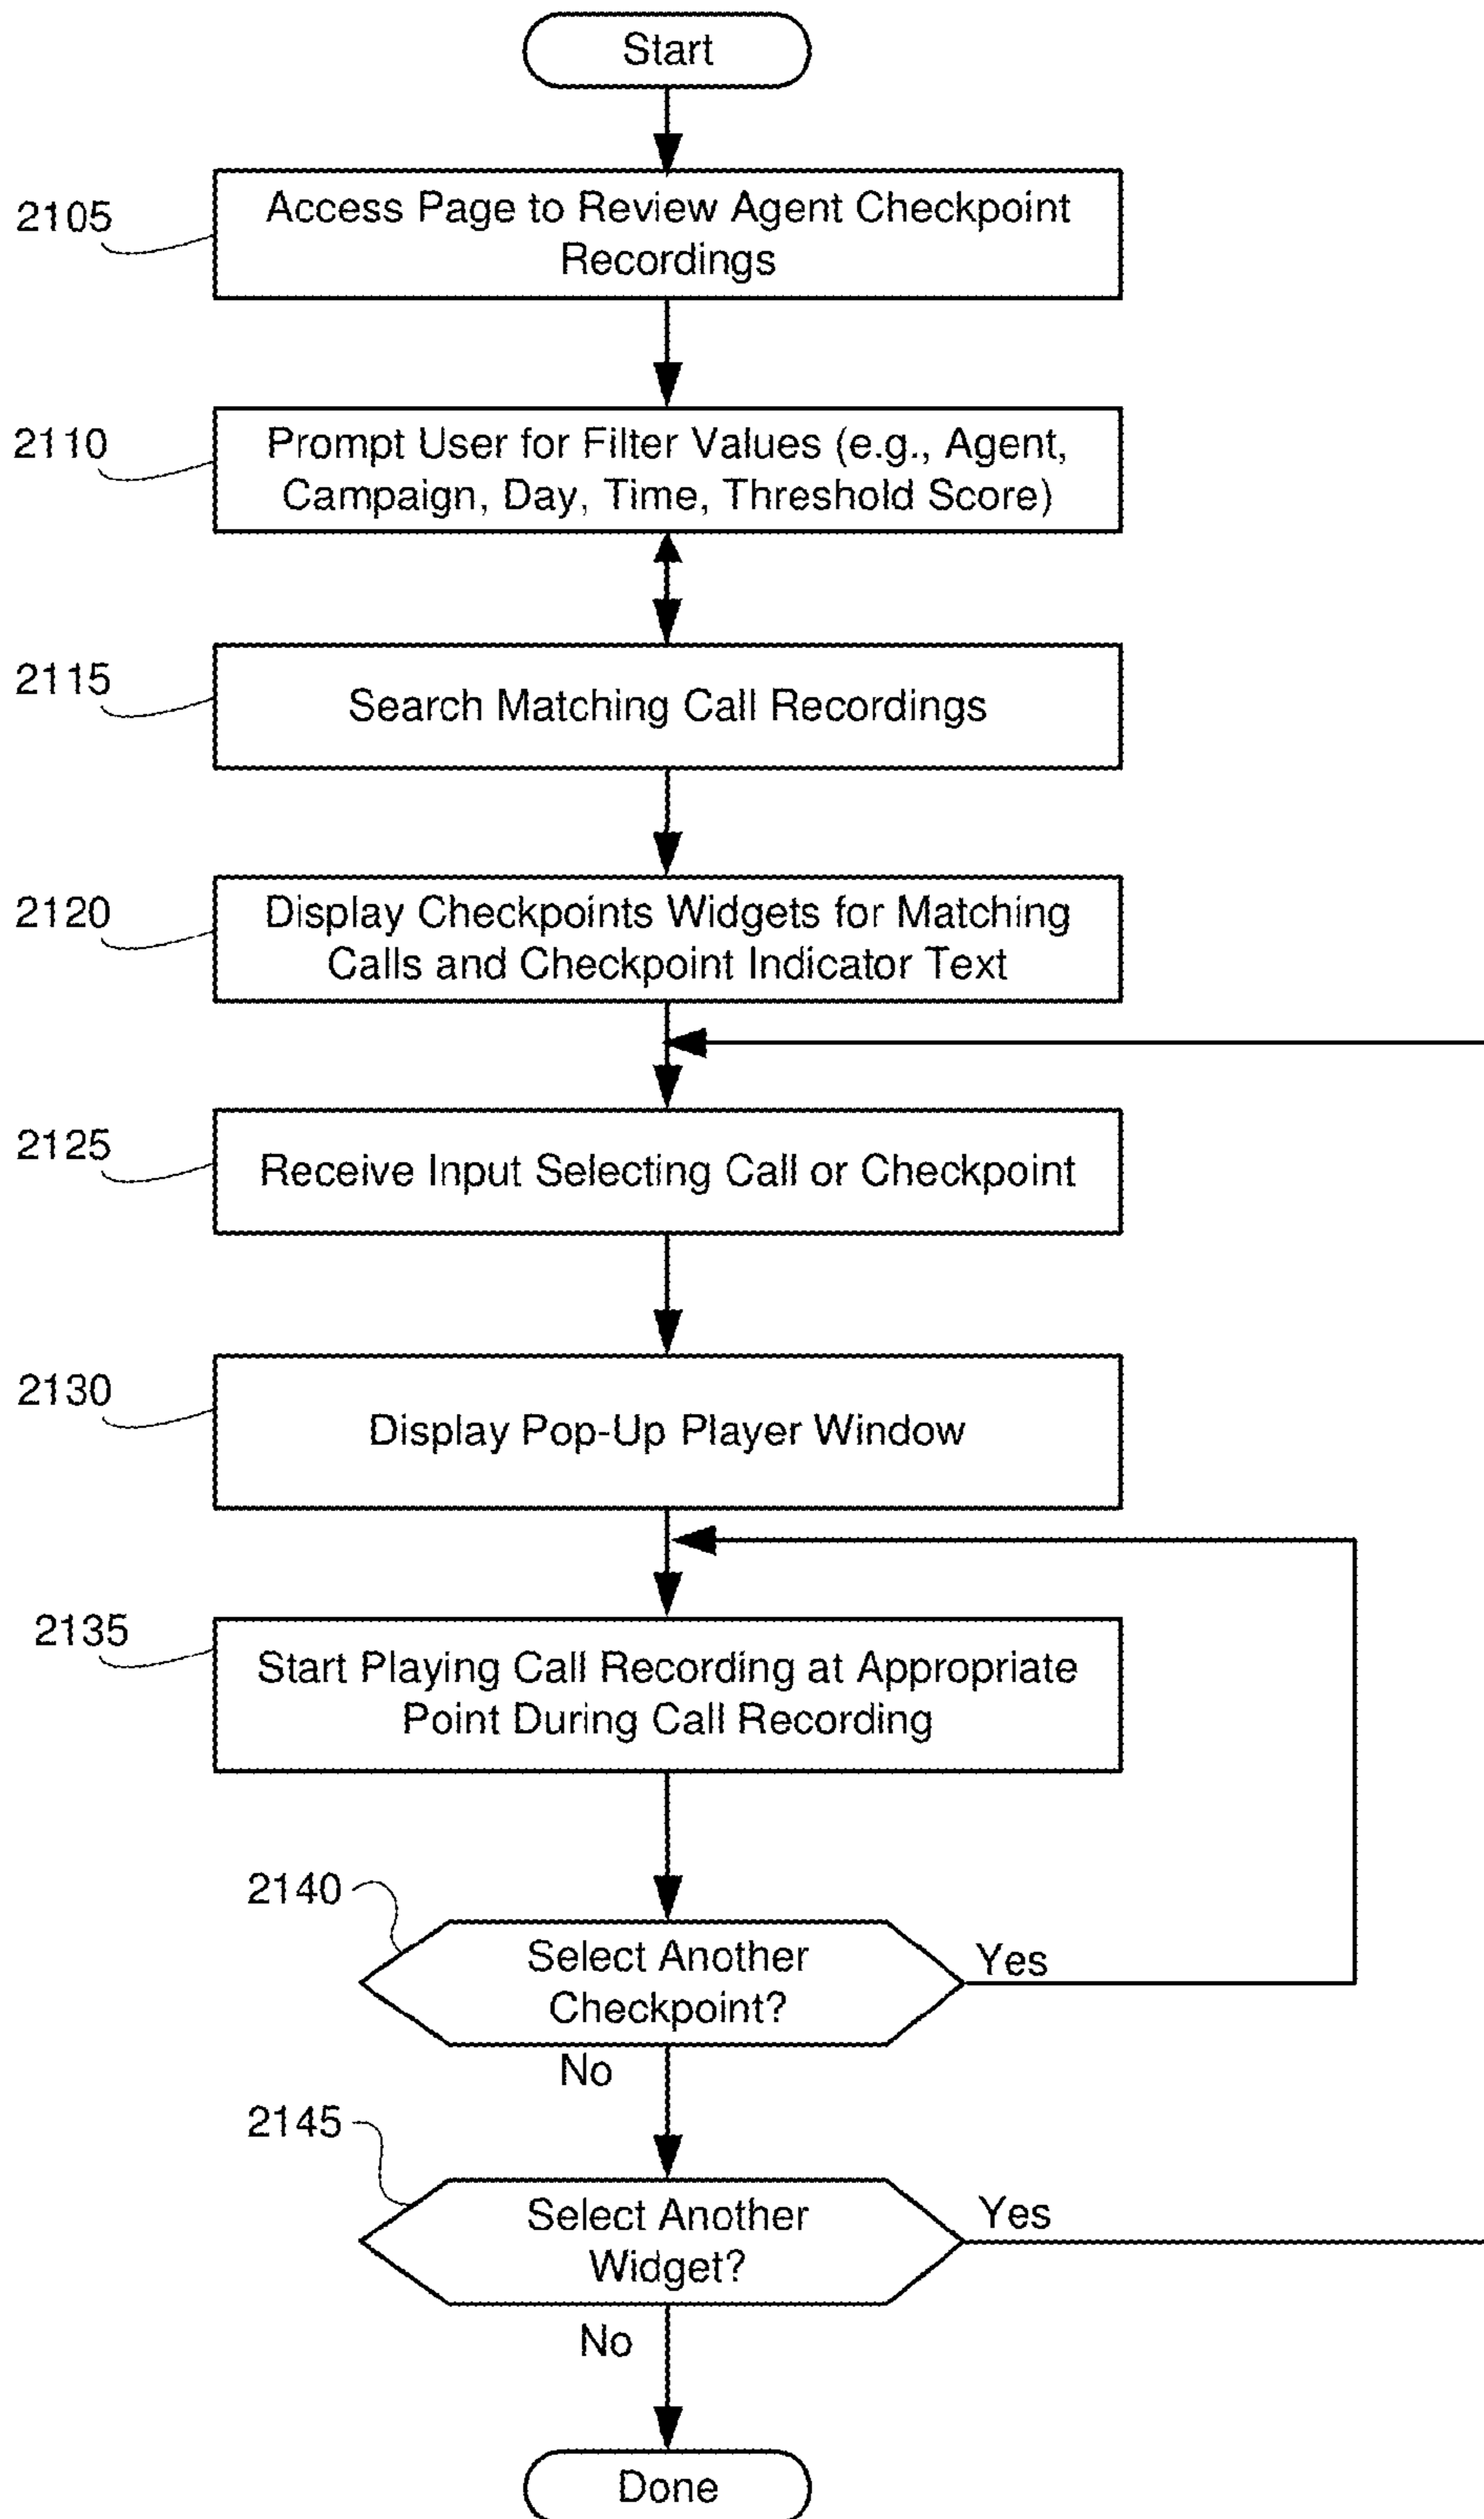 Start
2105
Access Page to Review Agent Checkpoint
Recordings
2110
Prompt User for Filter Values (e.g., Agent,
Campaign, Day, Time, Threshold Score)
2115
Search Matching Call Recordings
2120
Display Checkpoints Widgets for Matching
Calls and Checkpoint Indicator Text
2125
Receive Input Selecting Call or Checkpoint
2130
Display Pop-Up Player Window
2135
Start Playing Call Recording at Appropriate
Point During Call Recording
2140
Select Another
Checkpoint?
Yes
No
2145
Select Another
Widget?
Yes
No
Done